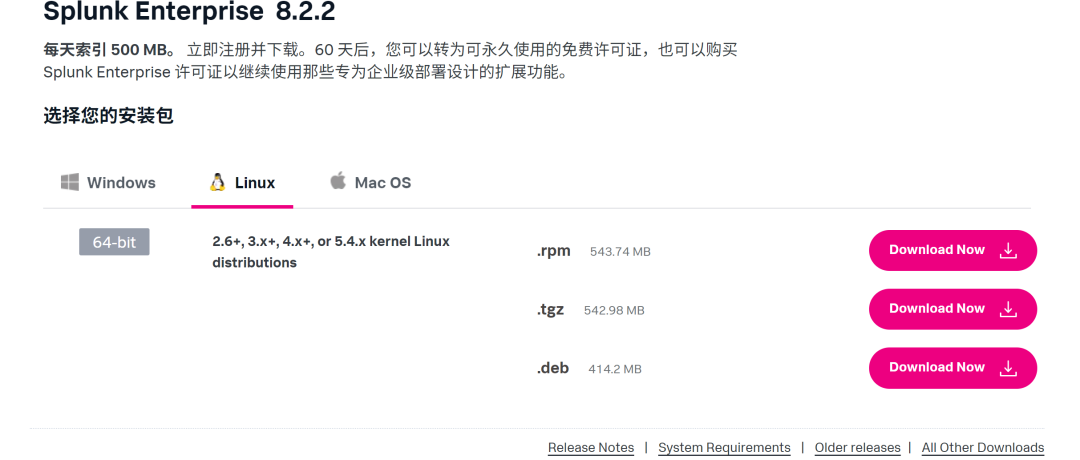 Splunk Enterprise 8.2.2
每天索引 500 MB。 立即注册并下载。60 天后，您可以转为可永久使用的免费许可证，也可以购买
Splunk Enterprise 许可证以继续使用那些专为企业级部署设计的扩展功能。
选择您的安装包
Windows Linux Mac OS
64-bit 2.6+, 3.x+, 4.x+, or 5.4.x kernel Linux
distributions
.rpm 543.74 MB Download Now
.tgz 542.98 MB Download Now
.deb 414.2 MB Download Now
Release Notes | System Requirements | Older releases | All Other Downloads